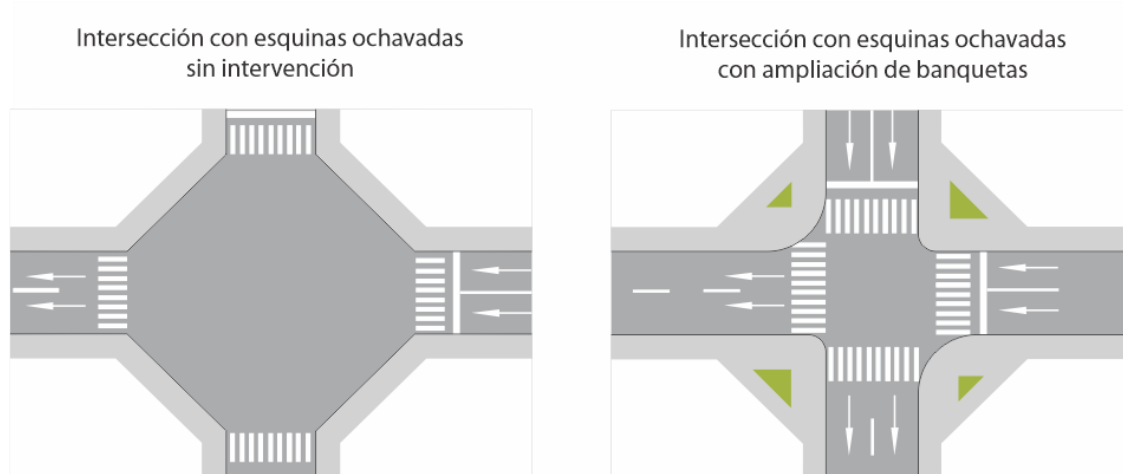 Intersección con esquinas ochavadas
sin intervención
Intersección con esquinas ochavadas
con ampliación de banquetas